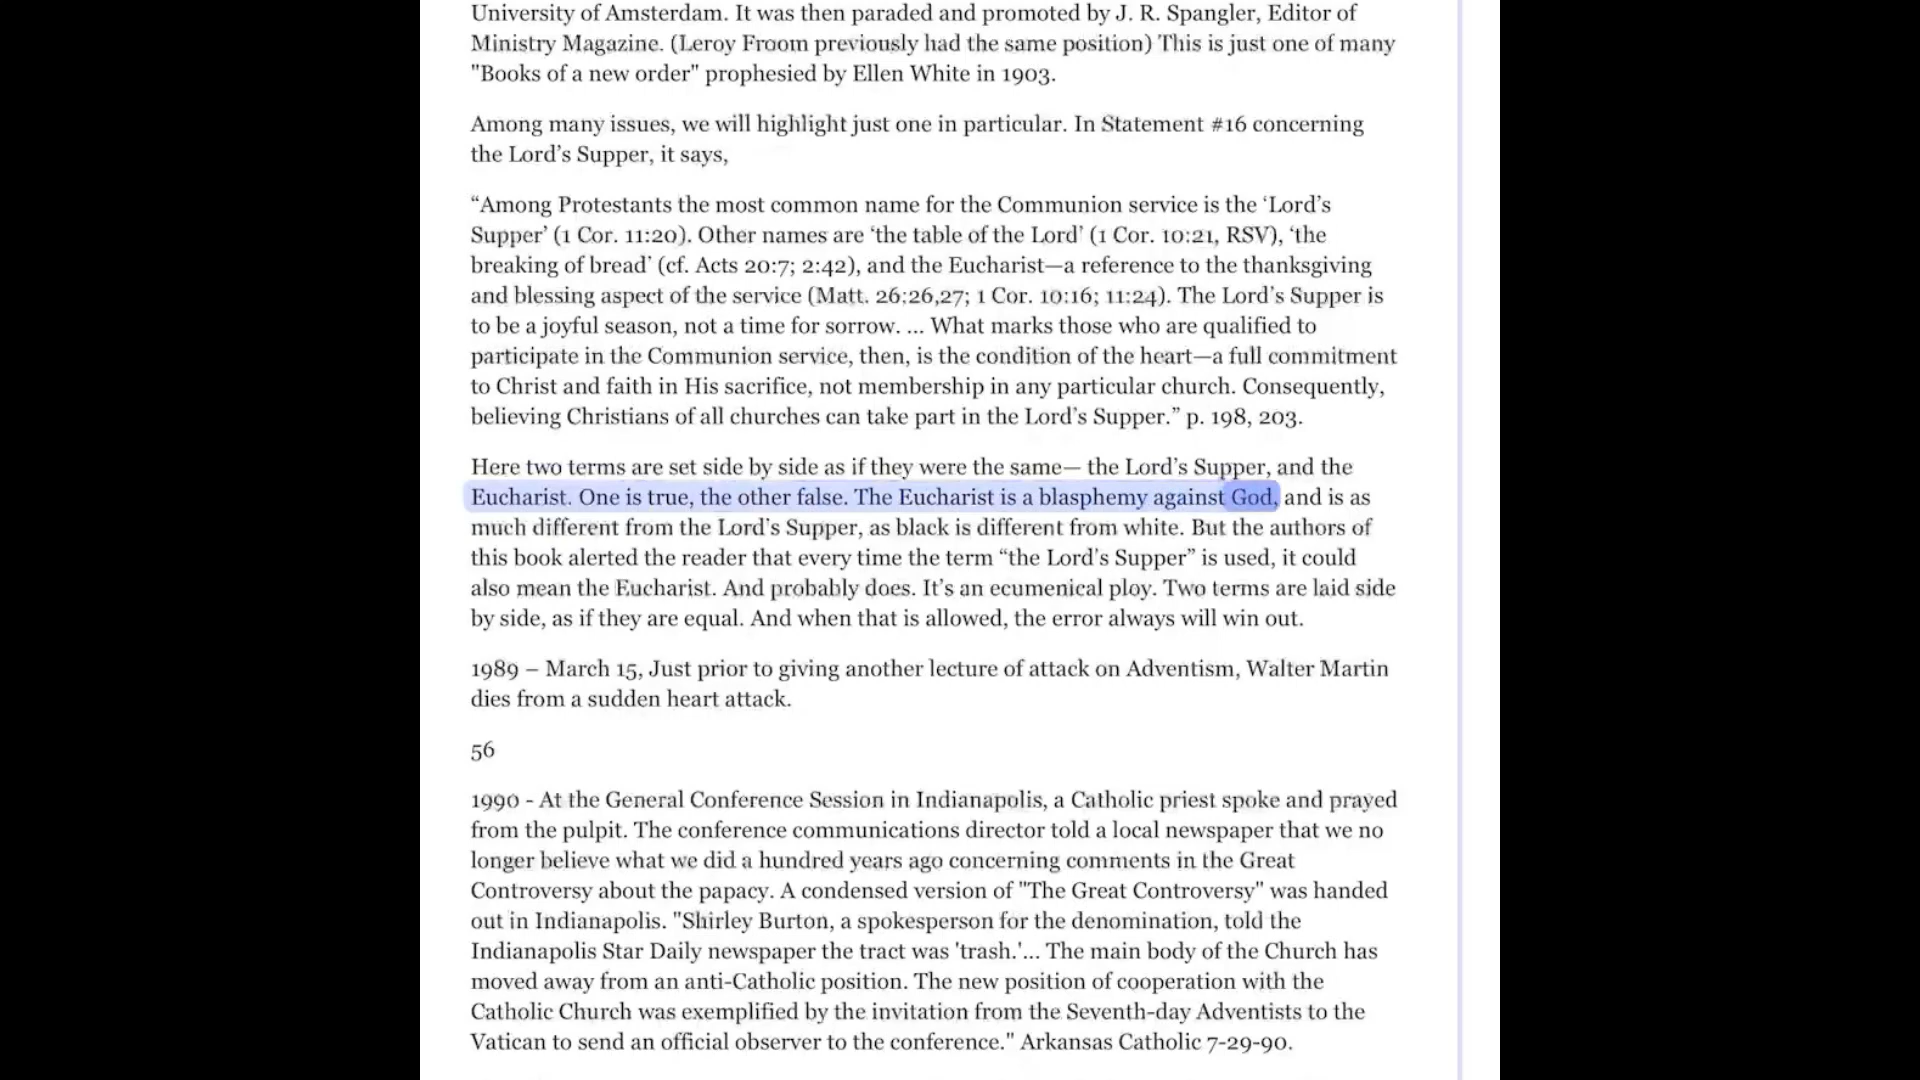 University of Amsterdam. It was then paraded and promoted by J. R. Spangler, Editor of
Ministry Magazine. (Leroy Froom previously had the same position) This is just one of many
"Books of a new order" prophesied by Ellen White in 1903.
Among many issues, we will highlight just one in particular. In Statement #16 concerning
the Lord’s Supper, it says,
“Among Protestants the most common name for the Communion service is the ‘Lord’s
Supper’ (1 Cor. 11:20). Other names are ‘the table of the Lord’ (1 Cor. 10:21, RSV), ‘the
breaking of bread’ (cf. Acts 20:7; 2:42), and the Eucharist—a reference to the thanksgiving
and blessing aspect of the service (Matt. 26:26,27; 1 Cor. 10:16; 11:24). The Lord’s Supper is
to be a joyful season, not a time for sorrow. ... What marks those who are qualified to
participate in the Communion service, then, is the condition of the heart—a full commitment
to Christ and faith in His sacrifice, not membership in any particular church. Consequently,
believing Christians of all churches can take part in the Lord’s Supper.” p. 198, 203.
Here two terms are set side by side as if they were the same— the Lord’s Supper, and the
Eucharist. One is true, the other false. The Eucharist is a blasphemy against God, and is as
much different from the Lord’s Supper, as black is different from white. But the authors of
this book alerted the reader that every time the term “the Lord’s Supper” is used, it could
also mean the Eucharist. And probably does. It’s an ecumenical ploy. Two terms are laid side
by side, as if they are equal. And when that is allowed, the error always will win out.
1989 – March 15, Just prior to giving another lecture of attack on Adventism, Walter Martin
dies from a sudden heart attack.
56
1990 - At the General Conference Session in Indianapolis, a Catholic priest spoke and prayed
from the pulpit. The conference communications director told a local newspaper that we no
longer believe what we did a hundred years ago concerning comments in the Great
Controversy about the papacy. A condensed version of "The Great Controversy" was handed
out in Indianapolis. "Shirley Burton, a spokesperson for the denomination, told the
Indianapolis Star Daily newspaper the tract was 'trash.'... The main body of the Church has
moved away from an anti-Catholic position. The new position of cooperation with the
Catholic Church was exemplified by the invitation from the Seventh-day Adventists to the
Vatican to send an official observer to the conference." Arkansas Catholic 7-29-90.